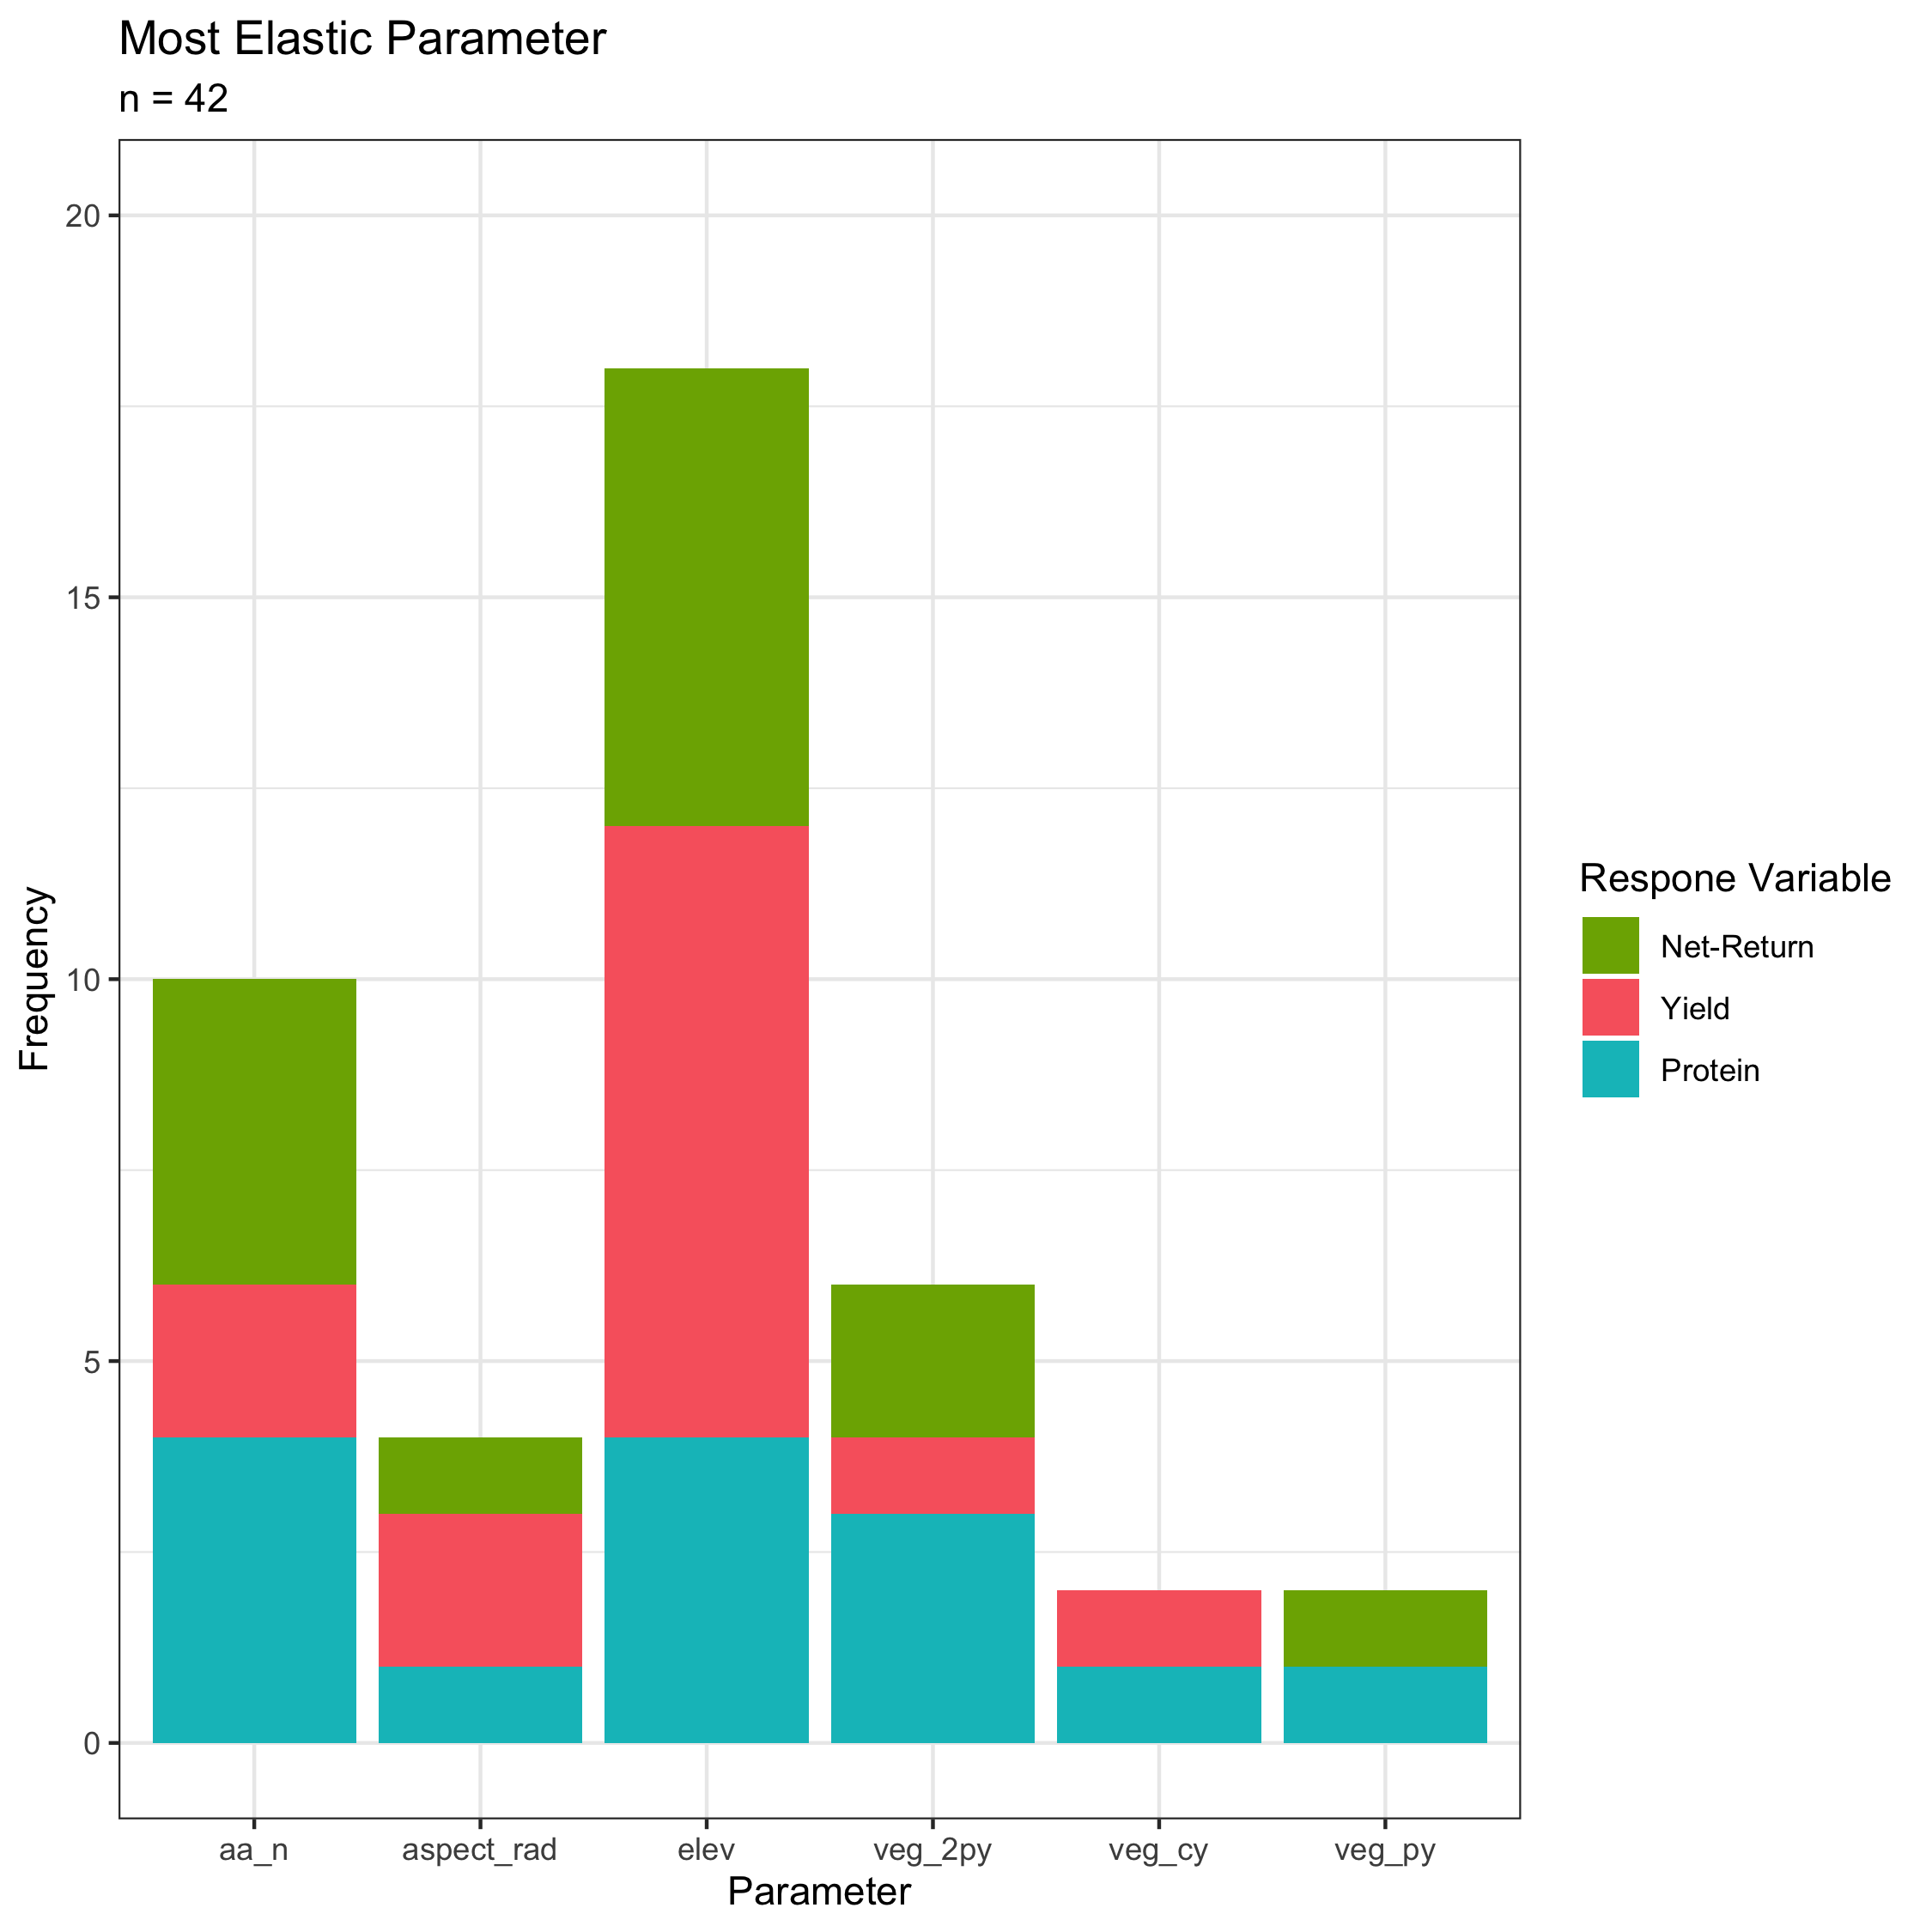 Most Elastic Parameter
n = 42
Frequency
20
15
10
5
0
aa_n aspect_rad elev veg_2py veg_cy veg_py
Parameter
Respone Variable
Net-Return
Yield
Protein